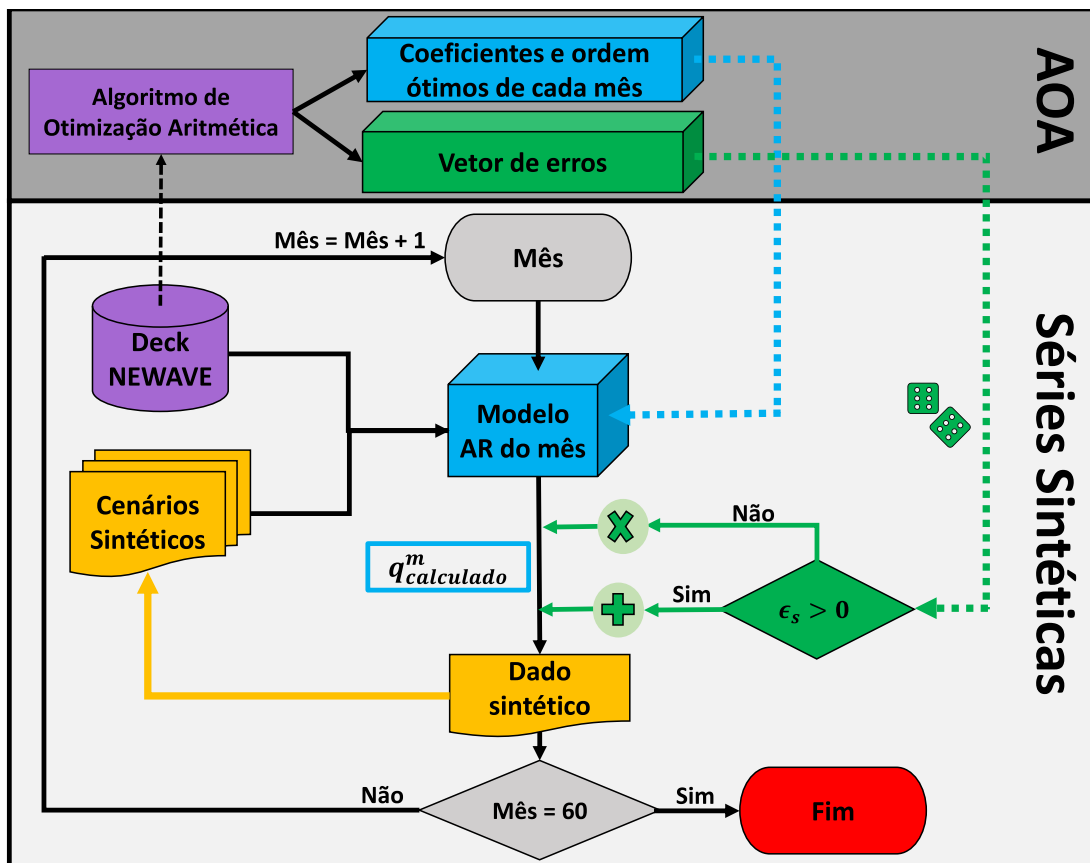 Coeficientes e ordem
ótimos de cada mês
Algoritmo de
Otimização Aritmética
Vetor de erros
AOA
Mês = Mês + 1
Mês
Deck
NEWAVE
Modelo
AR do mês
Cenários
Sintéticos
Séries Sintéticas
Não
q^m_calculado
Sim
ϵ_s > 0
Dado
sintético
Não
Mês = 60
Sim
Fim